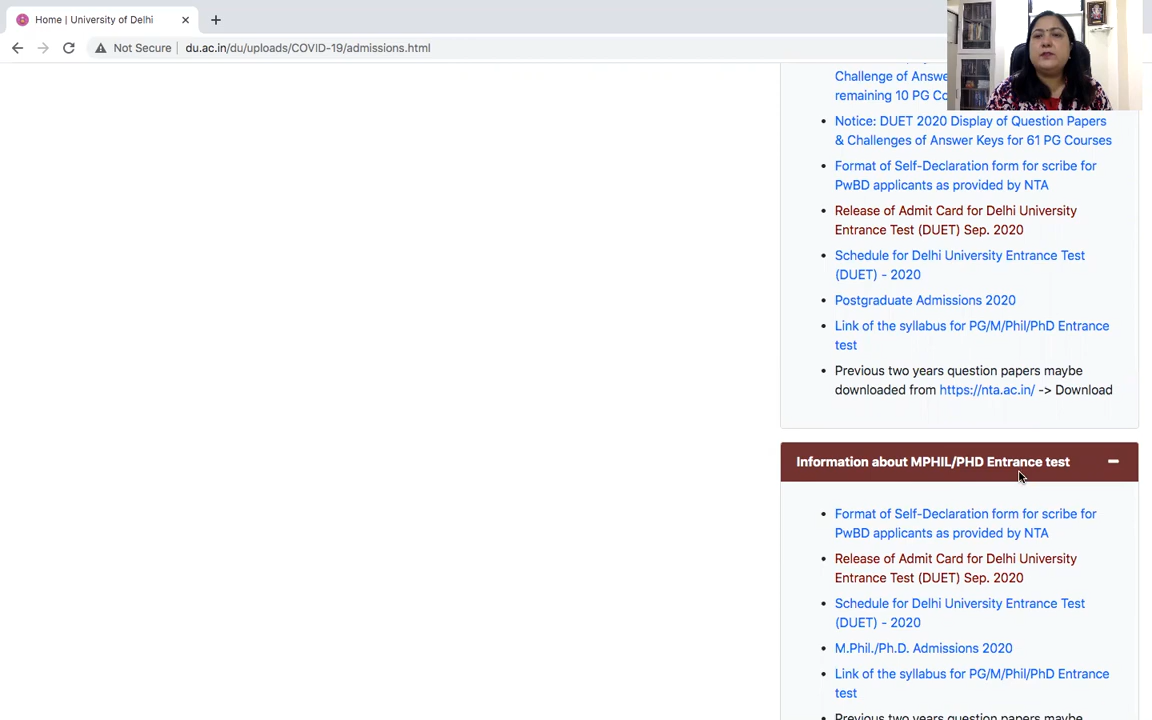 Home | University of Delhi
Not Secure
du.ac.in/du/uploads/COVID-19/admissions.html
Challenge of Answe
remaining 10 PG Co
Notice: DUET 2020 Display of Question Papers
& Challenges of Answer Keys for 61 PG Courses
Format of Self-Declaration form for scribe for
PwBD applicants as provided by NTA
Release of Admit Card for Delhi University
Entrance Test (DUET) Sep. 2020
Schedule for Delhi University Entrance Test
(DUET) - 2020
Postgraduate Admissions 2020
Link of the syllabus for PG/M/Phil/PhD Entrance
test
Previous two years question papers maybe
downloaded from https://nta.ac.in/ -> Download
Information about MPHIL/PHD Entrance test
Format of Self-Declaration form for scribe for
PwBD applicants as provided by NTA
Release of Admit Card for Delhi University
Entrance Test (DUET) Sep. 2020
Schedule for Delhi University Entrance Test
(DUET) - 2020
M.Phil./Ph.D. Admissions 2020
Link of the syllabus for PG/M/Phil/PhD Entrance
test
Previous two years question papers maybe